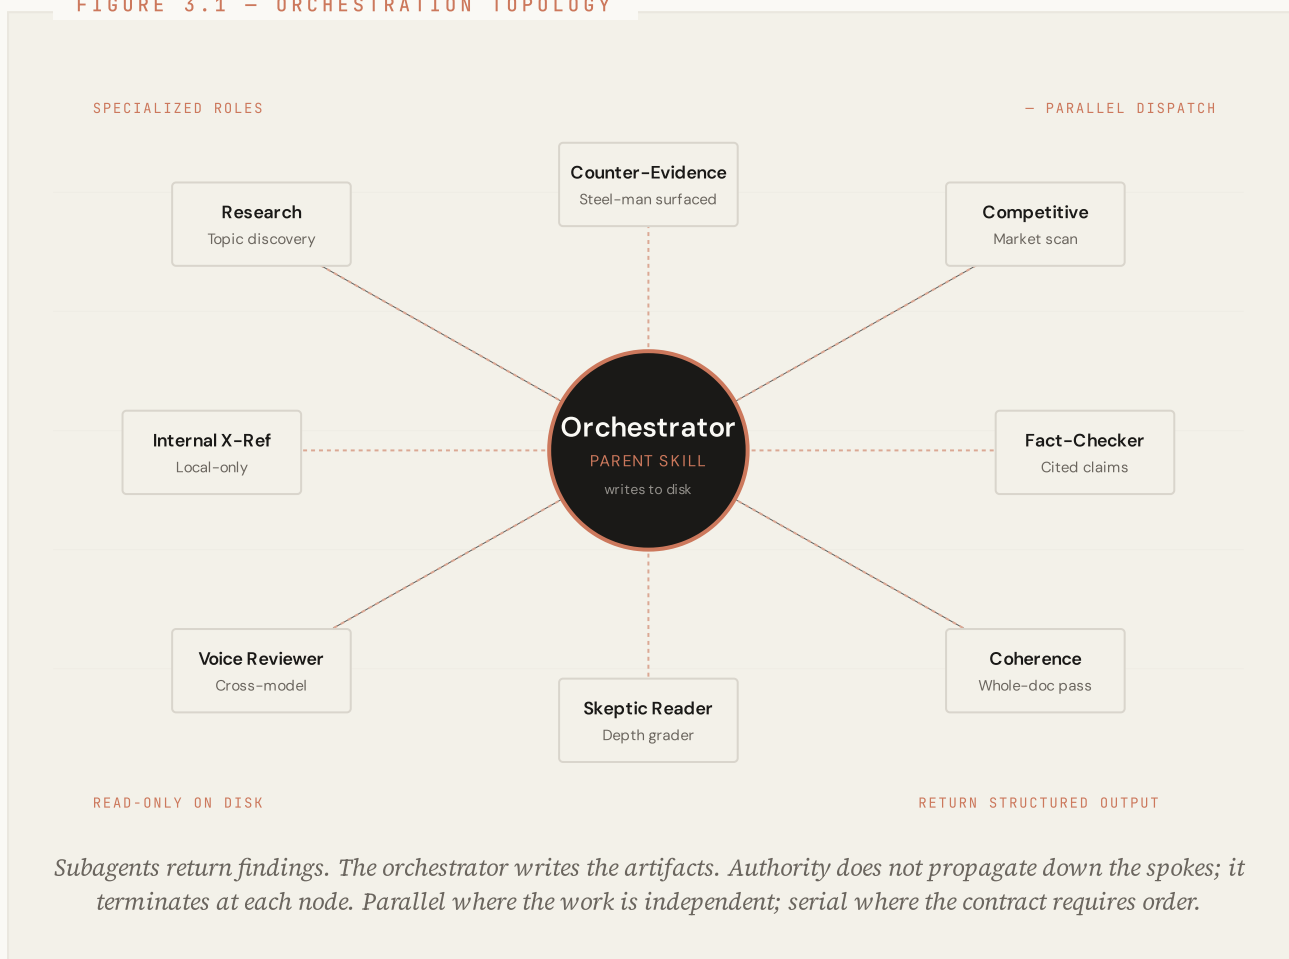 FIGURE 3.1 — ORCHESTRATION TOPOLOGY
SPECIALIZED ROLES
— PARALLEL DISPATCH
Counter-Evidence
Steel-man surfaced
Research
Topic discovery
Competitive
Market scan
Internal X-Ref
Local-only
Orchestrator
PARENT SKILL
writes to disk
Fact-Checker
Cited claims
Voice Reviewer
Cross-model
Skeptic Reader
Depth grader
Coherence
Whole-doc pass
READ-ONLY ON DISK
RETURN STRUCTURED OUTPUT
Subagents return findings. The orchestrator writes the artifacts. Authority does not propagate down the spokes; it
terminates at each node. Parallel where the work is independent; serial where the contract requires order.